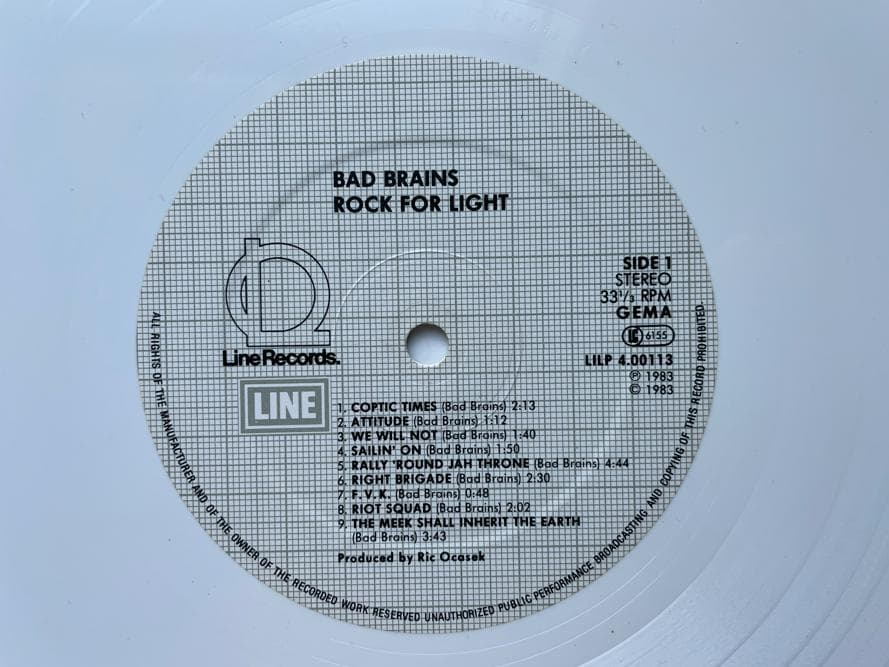 BAD BRAINS
ROCK FOR LIGHT
SIDE 1
STEREO
33 1/3 RPM
GEMA
LC 6155
LILP 4.00113
℗ 1983
© 1983
Line Records.
LINE
1. COPTIC TIMES (Bad Brains) 2:13
2. ATTITUDE (Bad Brains) 1:12
3. WE WILL NOT (Bad Brains) 1:40
4. SAILIN' ON (Bad Brains) 1:50
5. RALLY 'ROUND JAH THRONE (Bad Brains) 4:44
6. RIGHT BRIGADE (Bad Brains) 2:30
7. F.V.K. (Bad Brains) 0:48
8. RIOT SQUAD (Bad Brains) 2:02
9. THE MEEK SHALL INHERIT THE EARTH
(Bad Brains) 3:43
Produced by Ric Ocasek
ALL RIGHTS OF THE MANUFACTURER AND OF THE OWNER OF THE RECORDED WORK RESERVED UNAUTHORIZED PUBLIC PERFORMANCE BROADCASTING AND COPYING OF THIS RECORD PROHIBITED.